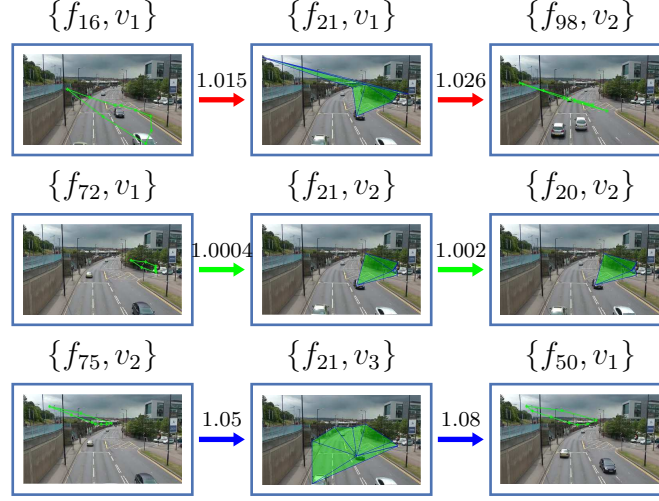 {f16, v1} {f21, v1} {f98, v2}
1.015 1.026
{f72, v1} {f21, v2} {f20, v2}
1.0004 1.002
{f75, v2} {f21, v3} {f50, v1}
1.05 1.08